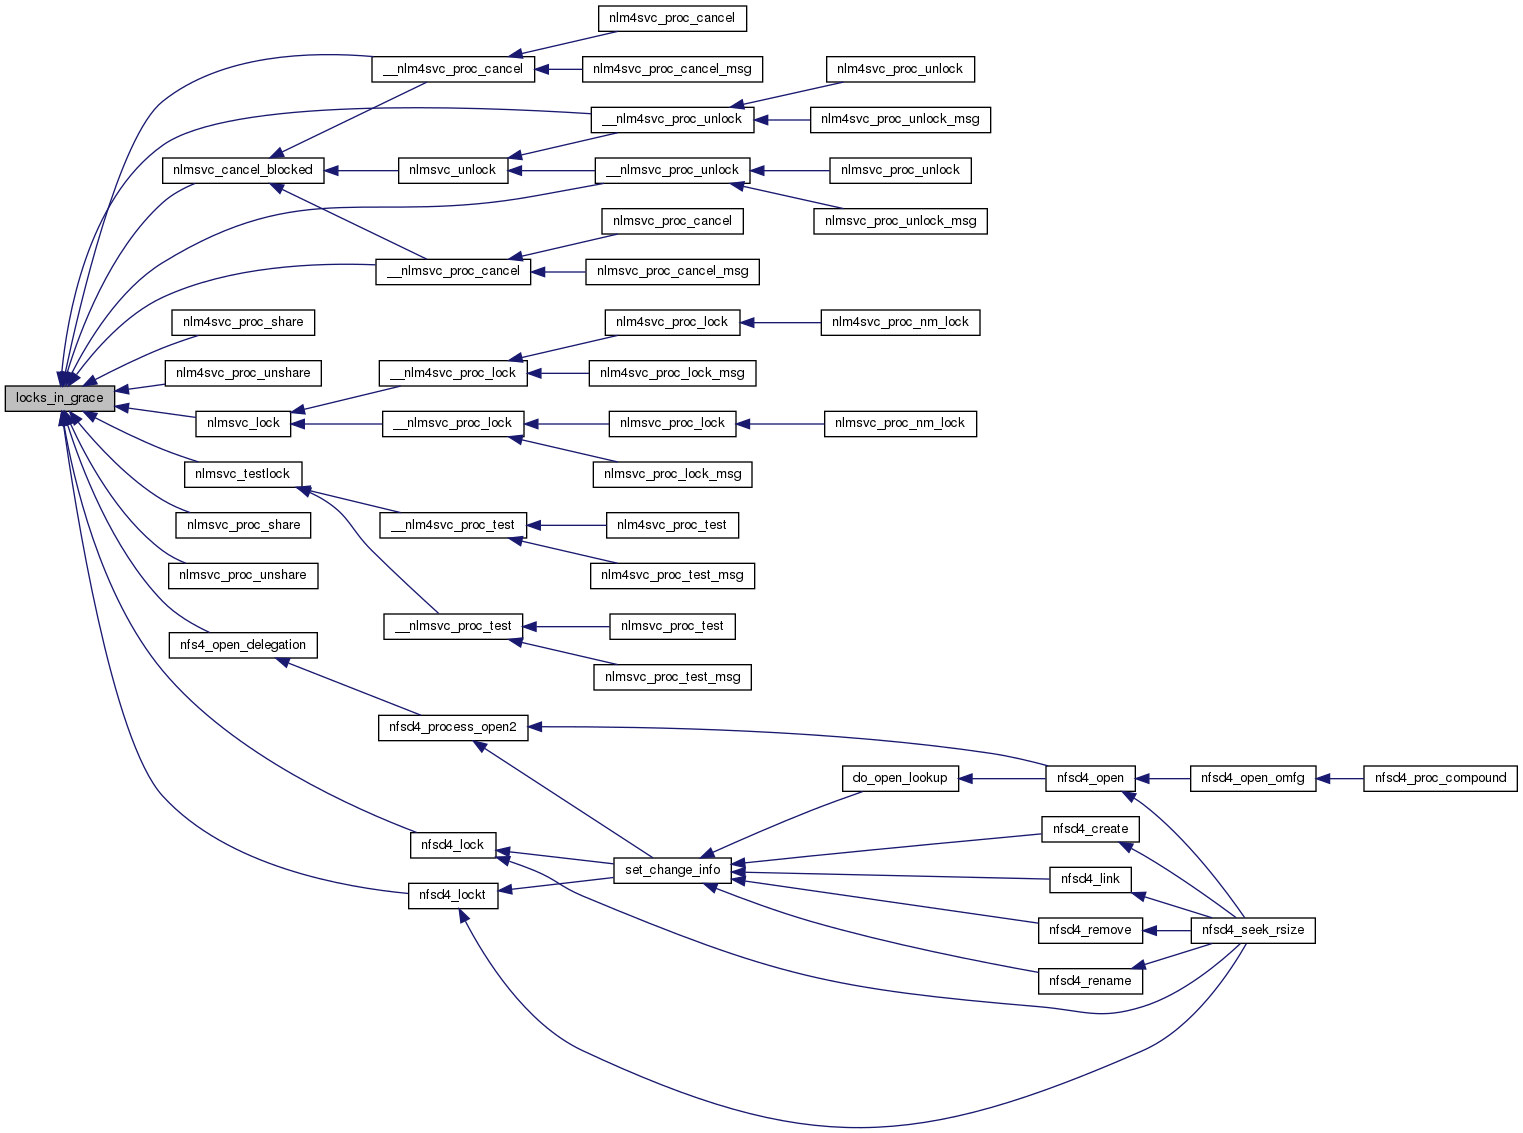 nlm4svc_proc_cancel
__nlm4svc_proc_cancel
nlm4svc_proc_cancel_msg
nlm4svc_proc_unlock
__nlm4svc_proc_unlock
nlm4svc_proc_unlock_msg
nlmsvc_cancel_blocked
nlmsvc_unlock
__nlmsvc_proc_unlock
nlmsvc_proc_unlock
nlmsvc_proc_unlock_msg
nlmsvc_proc_cancel
__nlmsvc_proc_cancel
nlmsvc_proc_cancel_msg
nlm4svc_proc_share
nlm4svc_proc_lock
nlm4svc_proc_nm_lock
nlm4svc_proc_unshare
__nlm4svc_proc_lock
nlm4svc_proc_lock_msg
locks_in_grace
nlmsvc_lock
__nlmsvc_proc_lock
nlmsvc_proc_lock
nlmsvc_proc_nm_lock
nlmsvc_testlock
nlmsvc_proc_lock_msg
nlmsvc_proc_share
__nlm4svc_proc_test
nlm4svc_proc_test
nlmsvc_proc_unshare
nlm4svc_proc_test_msg
__nlmsvc_proc_test
nlmsvc_proc_test
nfs4_open_delegation
nlmsvc_proc_test_msg
nfsd4_process_open2
do_open_lookup
nfsd4_open
nfsd4_open_omfg
nfsd4_proc_compound
nfsd4_lock
nfsd4_create
set_change_info
nfsd4_link
nfsd4_lockt
nfsd4_remove
nfsd4_seek_rsize
nfsd4_rename